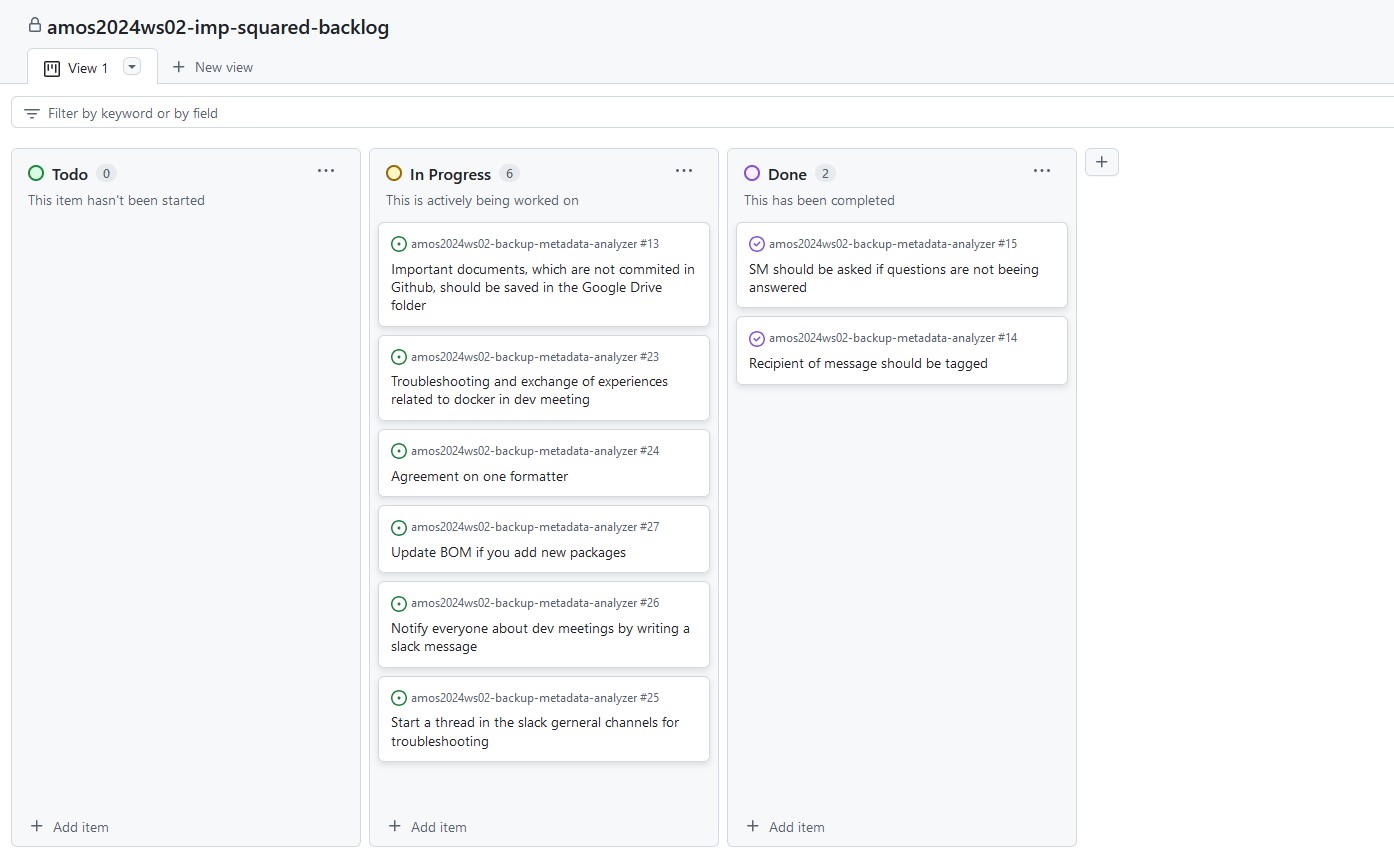 amos2024ws02-imp-squared-backlog
View 1
New view
Filter by keyword or by field
Todo 0
This item hasn't been started
Add item
In Progress 6
This is actively being worked on
amos2024ws02-backup-metadata-analyzer #13
Important documents, which are not commited in
Github, should be saved in the Google Drive
folder
amos2024ws02-backup-metadata-analyzer #23
Troubleshooting and exchange of experiences
related to docker in dev meeting
amos2024ws02-backup-metadata-analyzer #24
Agreement on one formatter
amos2024ws02-backup-metadata-analyzer #27
Update BOM if you add new packages
amos2024ws02-backup-metadata-analyzer #26
Notify everyone about dev meetings by writing a
slack message
amos2024ws02-backup-metadata-analyzer #25
Start a thread in the slack gerneral channels for
troubleshooting
Add item
Done 2
This has been completed
amos2024ws02-backup-metadata-analyzer #15
SM should be asked if questions are not beeing
answered
amos2024ws02-backup-metadata-analyzer #14
Recipient of message should be tagged
Add item